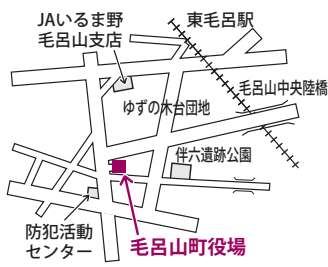 JAいるま野
毛呂山支店
東毛呂駅
毛呂山中央陸橋
ゆずの木台団地
伴六遺跡公園
防犯活動
センター
毛呂山町役場